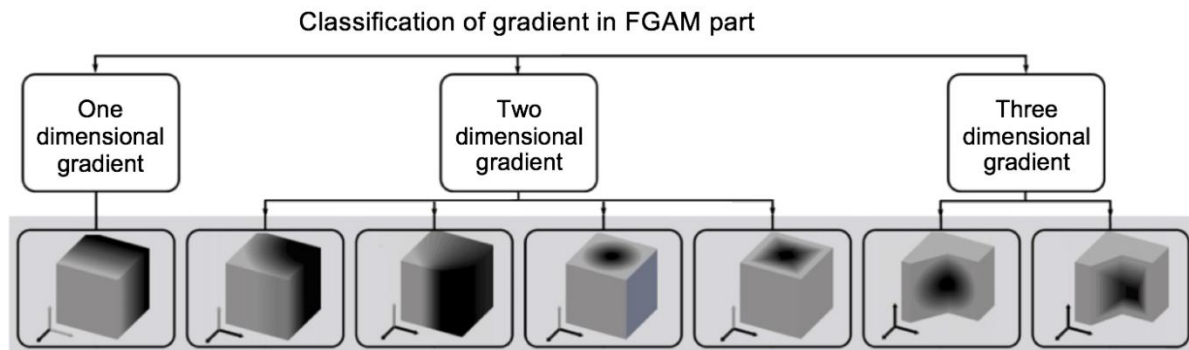 Classification of gradient in FGAM part
One
dimensional
gradient
Two
dimensional
gradient
Three
dimensional
gradient